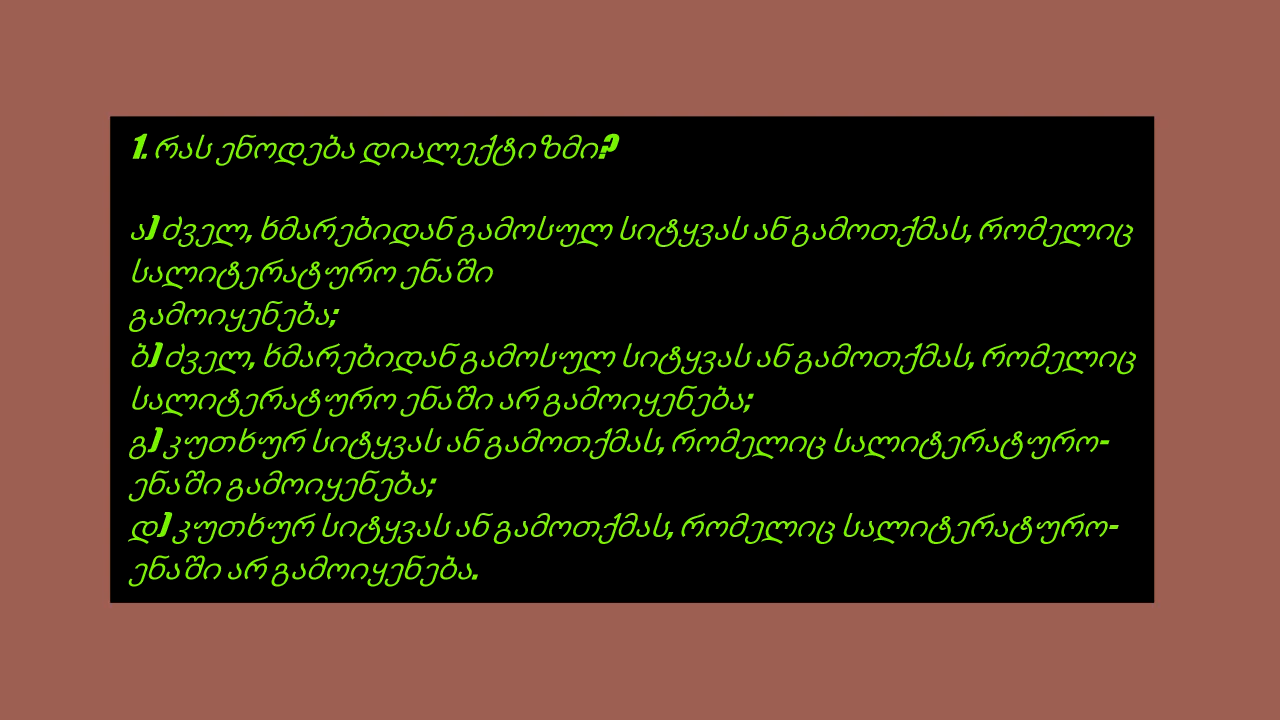 1. რას ენოდება დიალექტიზმი?
ა) ძველ, ხმარებიდან გამოსულ სიტყვას ან გამოთქმას, რომელიც
სალიტერატურო ენაში
გამოიყენება;
ბ) ძველ, ხმარებიდან გამოსულ სიტყვას ან გამოთქმას, რომელიც
სალიტერატურო ენაში არ გამოიყენება;
გ) კუთხურ სიტყვას ან გამოთქმას, რომელიც სალიტერატურო-
ენაში გამოიყენება;
დ) კუთხურ სიტყვას ან გამოთქმას, რომელიც სალიტერატურო-
ენაში არ გამოიყენება.